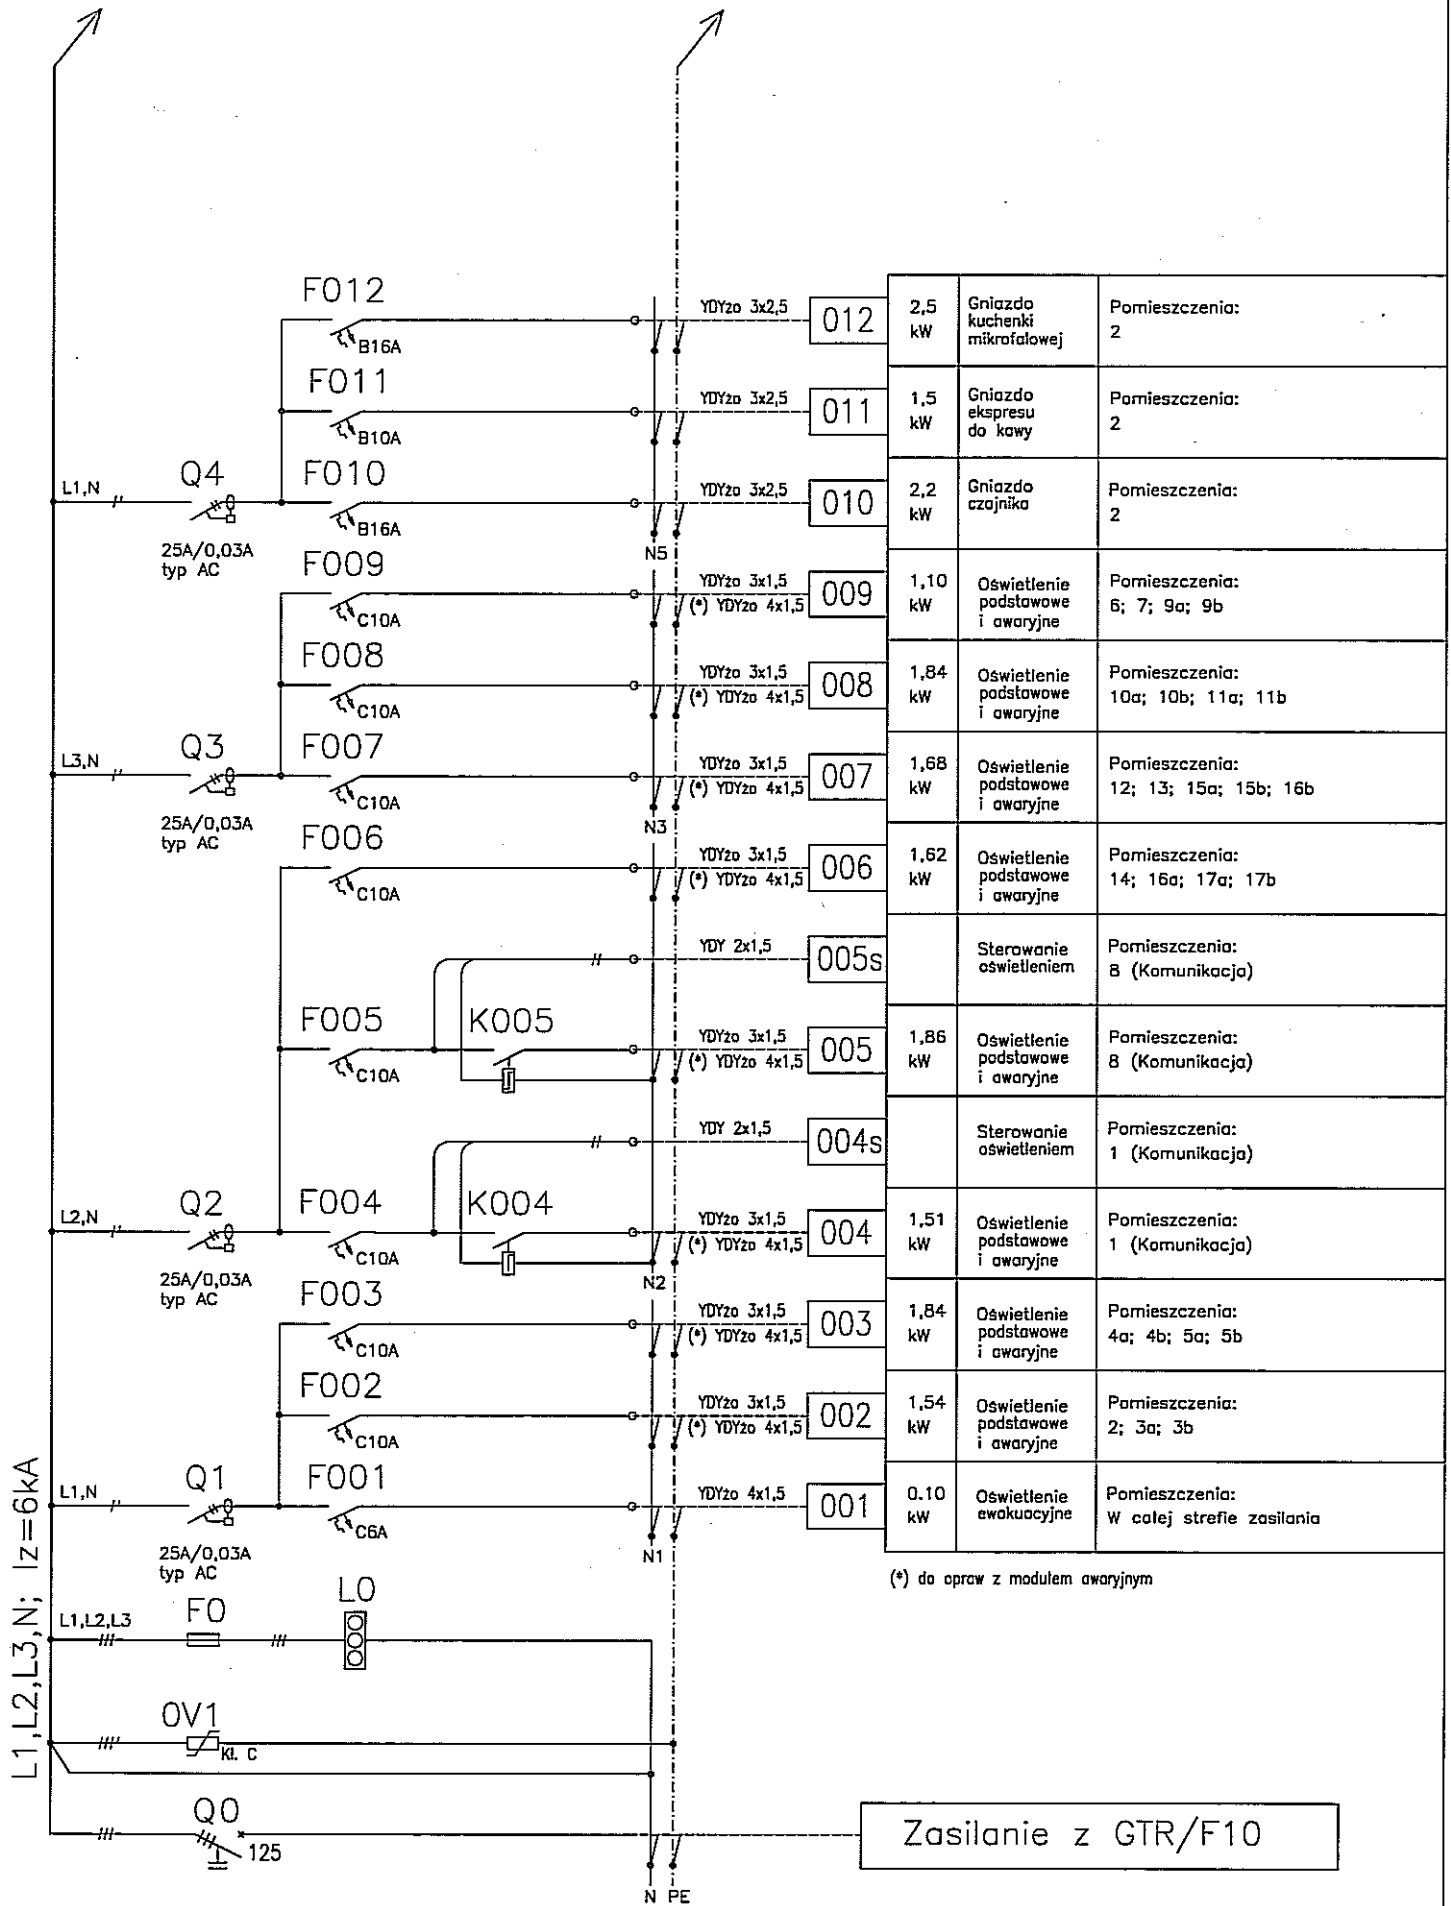 F012
B16A
YDYżo 3x2,5
012
2,5
kW
Gniazdo
kuchenki
mikrofalowej
Pomieszczenia:
2
F011
B10A
YDYżo 3x2,5
011
1,5
kW
Gniazdo
ekspresu
do kawy
Pomieszczenia:
2
L1,N
Q4
25A/0,03A
typ AC
F010
B16A
N5
YDYżo 3x2,5
010
2,2
kW
Gniazdo
czajnika
Pomieszczenia:
2
F009
C10A
YDYżo 3x1,5
(*) YDYżo 4x1,5
009
1,10
kW
Oświetlenie
podstawowe
i awaryjne
Pomieszczenia:
6; 7; 9a; 9b
F008
C10A
YDYżo 3x1,5
(*) YDYżo 4x1,5
008
1,84
kW
Oświetlenie
podstawowe
i awaryjne
Pomieszczenia:
10a; 10b; 11a; 11b
L3,N
Q3
25A/0,03A
typ AC
F007
C10A
N3
YDYżo 3x1,5
(*) YDYżo 4x1,5
007
1,68
kW
Oświetlenie
podstawowe
i awaryjne
Pomieszczenia:
12; 13; 15a; 15b; 16b
F006
C10A
YDYżo 3x1,5
(*) YDYżo 4x1,5
006
1,62
kW
Oświetlenie
podstawowe
i awaryjne
Pomieszczenia:
14; 16a; 17a; 17b
YDY 2x1,5
005s
Sterowanie
oświetleniem
Pomieszczenia:
8 (Komunikacja)
F005
C10A
K005
YDYżo 3x1,5
(*) YDYżo 4x1,5
005
1,86
kW
Oświetlenie
podstawowe
i awaryjne
Pomieszczenia:
8 (Komunikacja)
YDY 2x1,5
004s
Sterowanie
oświetleniem
Pomieszczenia:
1 (Komunikacja)
L2,N
Q2
25A/0,03A
typ AC
F004
C10A
K004
N2
YDYżo 3x1,5
(*) YDYżo 4x1,5
004
1,51
kW
Oświetlenie
podstawowe
i awaryjne
Pomieszczenia:
1 (Komunikacja)
F003
C10A
YDYżo 3x1,5
(*) YDYżo 4x1,5
003
1,84
kW
Oświetlenie
podstawowe
i awaryjne
Pomieszczenia:
4a; 4b; 5a; 5b
F002
C10A
YDYżo 3x1,5
(*) YDYżo 4x1,5
002
1,54
kW
Oświetlenie
podstawowe
i awaryjne
Pomieszczenia:
2; 3a; 3b
L1,N
Q1
25A/0,03A
typ AC
F001
C6A
N1
YDYżo 4x1,5
001
0.10
kW
Oświetlenie
ewakuacyjne
Pomieszczenia:
W całej strefie zasilania
(*) do opraw z modułem awaryjnym
L1,L2,L3,N; Iz=6kA
L1,L2,L3
F0
L0
OV1
Kl. C
Q0
125
N PE
Zasilanie z GTR/F10